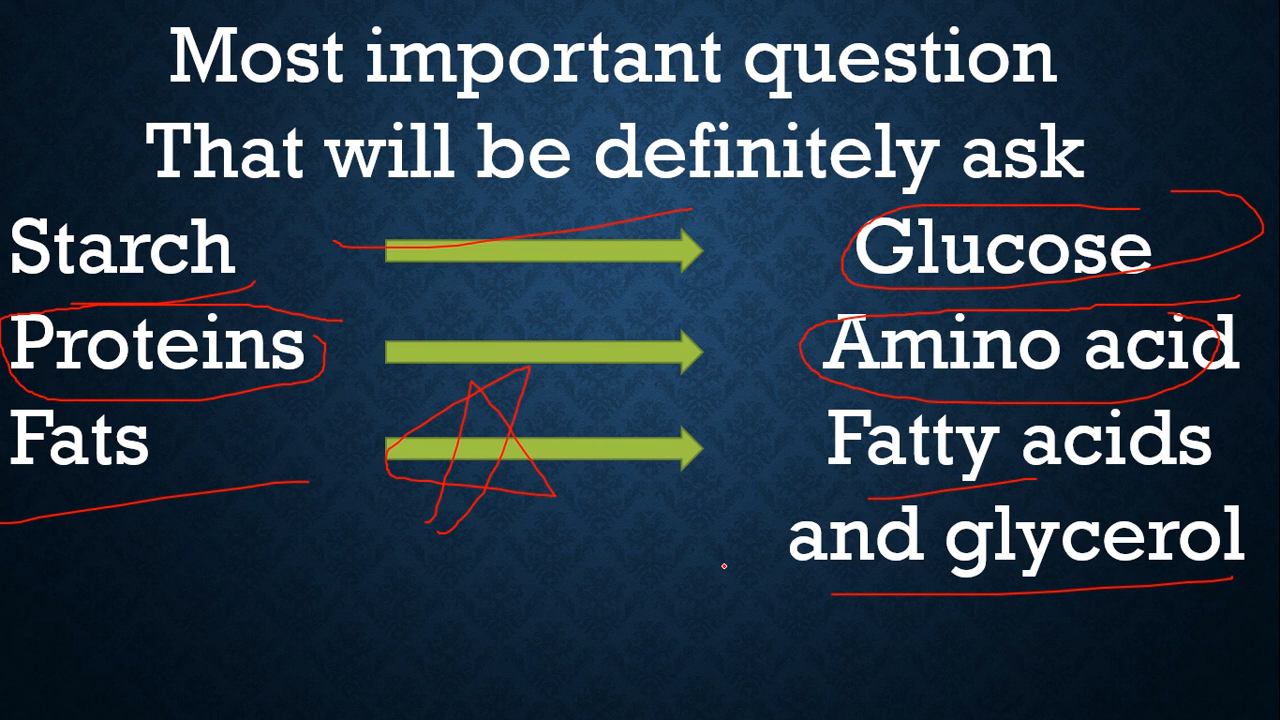 Most important question
That will be definitely ask
Starch Glucose
Proteins Amino acid
Fats Fatty acids
and glycerol